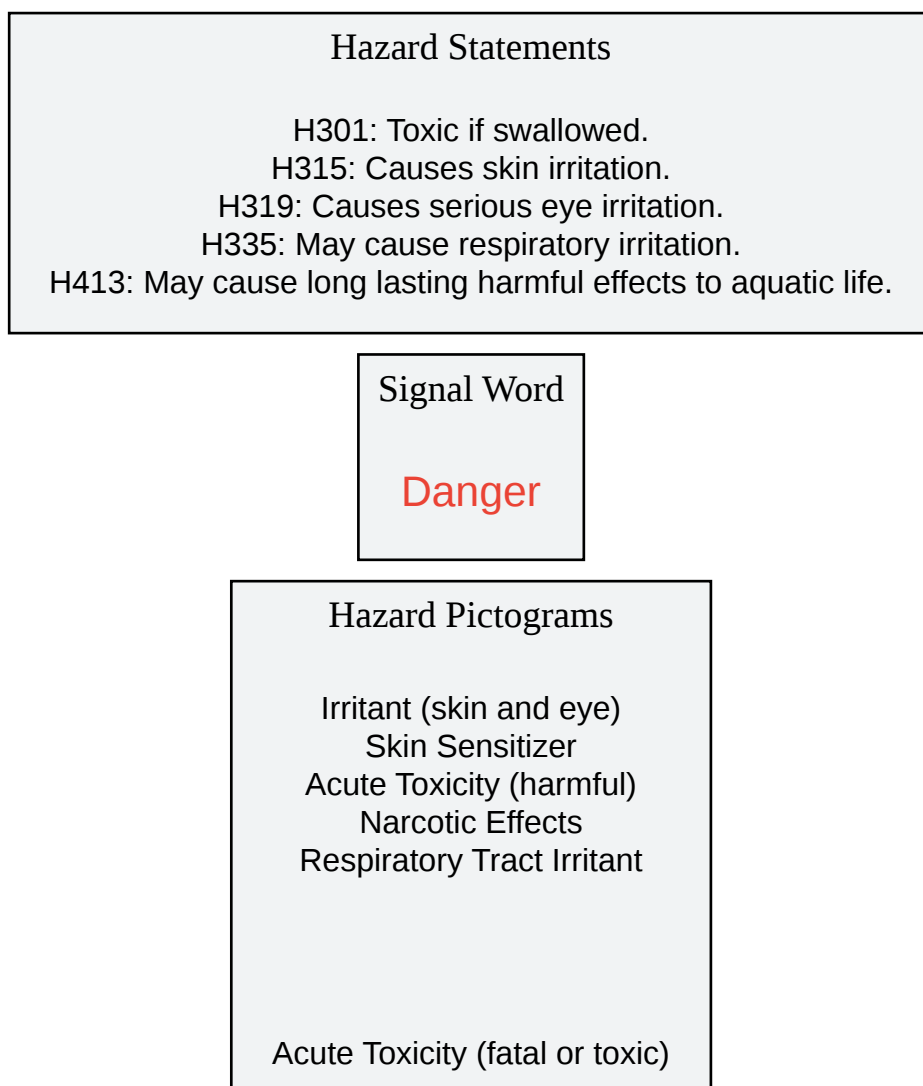 Hazard Statements
H301: Toxic if swallowed.
H315: Causes skin irritation.
H319: Causes serious eye irritation.
H335: May cause respiratory irritation.
H413: May cause long lasting harmful effects to aquatic life.
Signal Word
Danger
Hazard Pictograms
Irritant (skin and eye)
Skin Sensitizer
Acute Toxicity (harmful)
Narcotic Effects
Respiratory Tract Irritant
Acute Toxicity (fatal or toxic)